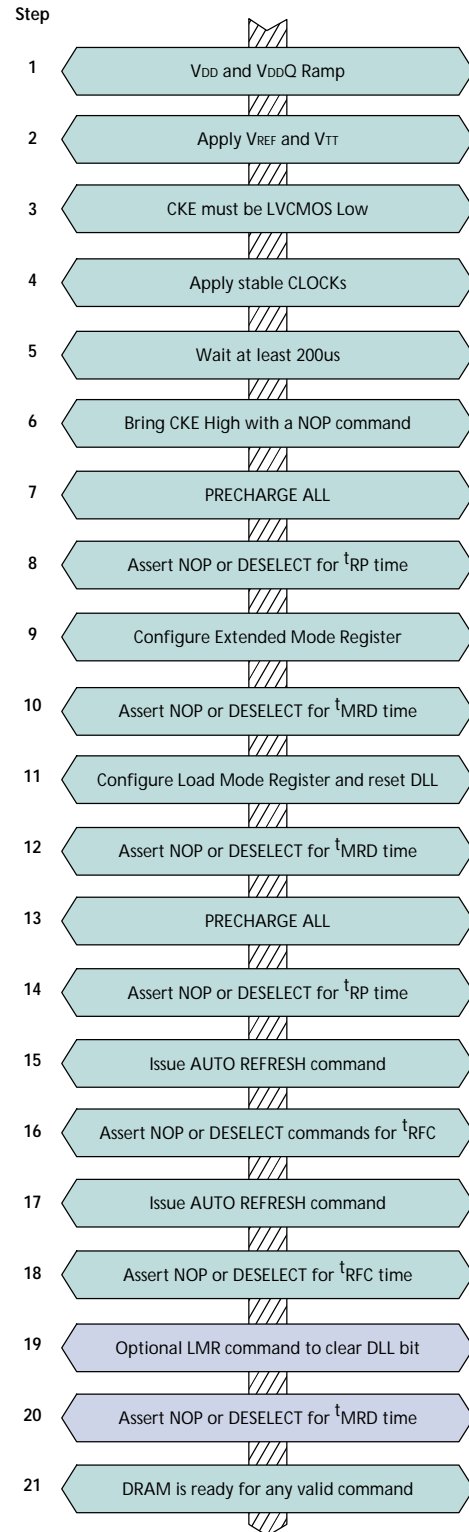 Step
1 VDD and VDDQ Ramp
2 Apply VREF and VTT
3 CKE must be LVCMOS Low
4 Apply stable CLOCKs
5 Wait at least 200us
6 Bring CKE High with a NOP command
7 PRECHARGE ALL
8 Assert NOP or DESELECT for tRP time
9 Configure Extended Mode Register
10 Assert NOP or DESELECT for tMRD time
11 Configure Load Mode Register and reset DLL
12 Assert NOP or DESELECT for tMRD time
13 PRECHARGE ALL
14 Assert NOP or DESELECT for tRP time
15 Issue AUTO REFRESH command
16 Assert NOP or DESELECT commands for tRFC
17 Issue AUTO REFRESH command
18 Assert NOP or DESELECT for tRFC time
19 Optional LMR command to clear DLL bit
20 Assert NOP or DESELECT for tMRD time
21 DRAM is ready for any valid command